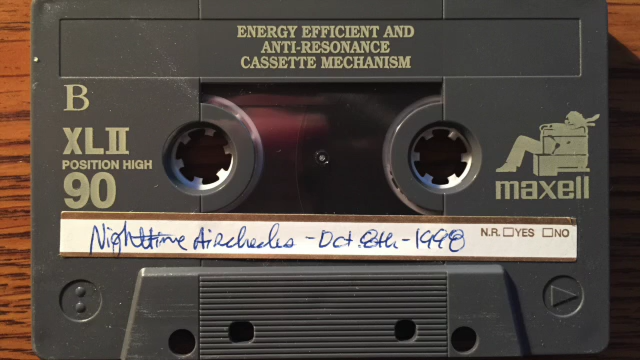 ENERGY EFFICIENT AND
ANTI-RESONANCE
CASSETTE MECHANISM
B
XLII
POSITION HIGH
90
maxell
Nighttime Airchecks - Oct. 8th - 1998
N.R. □YES □NO